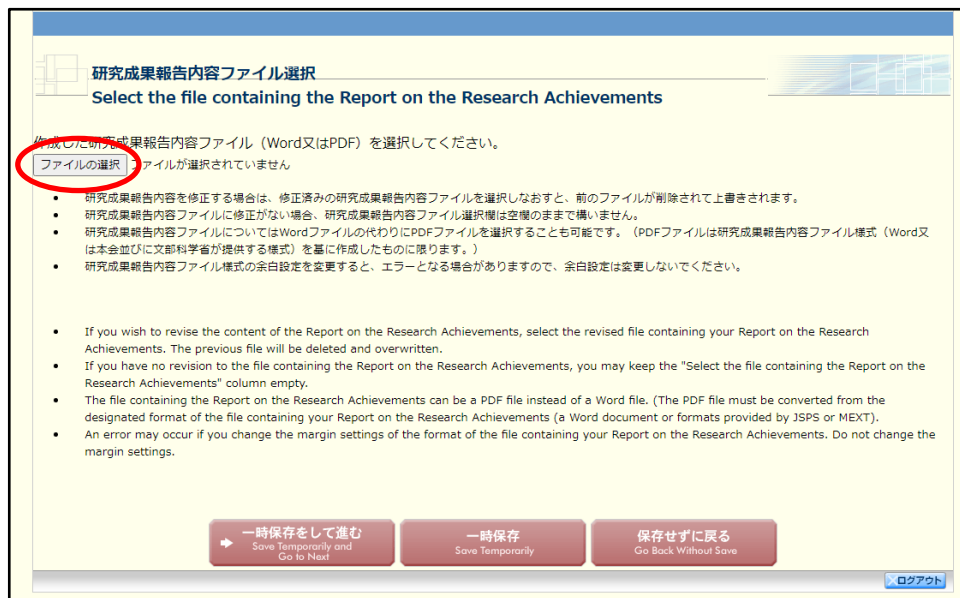 研究成果報告内容ファイル選択
Select the file containing the Report on the Research Achievements
作成した研究成果報告内容ファイル（Word又はPDF）を選択してください。
ファイルの選択 ファイルが選択されていません
• 研究成果報告内容を修正する場合は、修正済みの研究成果報告内容ファイルを選択しなおすと、前のファイルが削除されて上書きされます。
• 研究成果報告内容ファイルに修正がない場合、研究成果報告内容ファイル選択欄は空欄のままで構いません。
• 研究成果報告内容ファイルについてはWordファイルの代わりにPDFファイルを選択することも可能です。（PDFファイルは研究成果報告内容ファイル様式（Word又
は本会並びに文部科学省が提供する様式）を基に作成したものに限ります。）
• 研究成果報告内容ファイル様式の余白設定を変更すると、エラーとなる場合がありますので、余白設定は変更しないでください。
• If you wish to revise the content of the Report on the Research Achievements, select the revised file containing your Report on the Research
Achievements. The previous file will be deleted and overwritten.
• If you have no revision to the file containing the Report on the Research Achievements, you may keep the "Select the file containing the Report on the
Research Achievements" column empty.
• The file containing the Report on the Research Achievements can be a PDF file instead of a Word file. (The PDF file must be converted from the
designated format of the file containing your Report on the Research Achievements (a Word document or formats provided by JSPS or MEXT).
• An error may occur if you change the margin settings of the format of the file containing your Report on the Research Achievements. Do not change the
margin settings.
一時保存をして進む
Save Temporarily and
Go to Next
一時保存
Save Temporarily
保存せずに戻る
Go Back Without Save
ログアウト